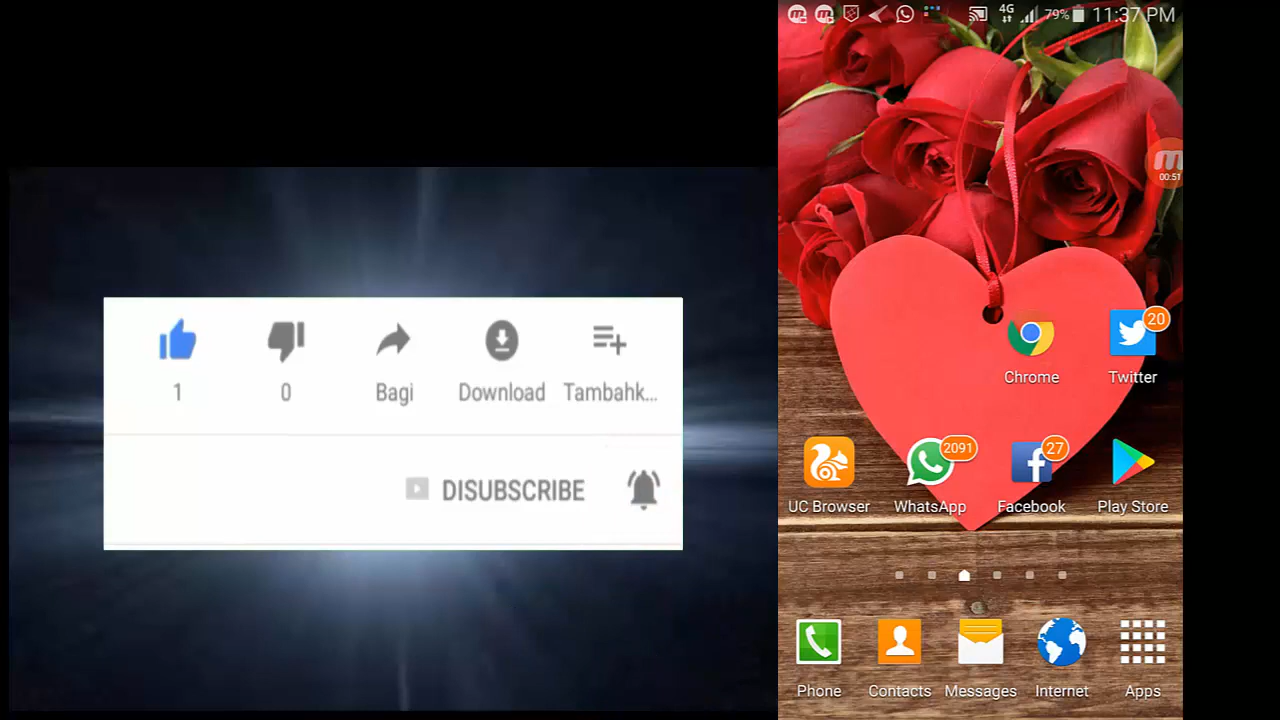 1
0
Bagi
Download
Tambahk...
DISUBSCRIBE
4G
79%
11:37 PM
00:51
20
Chrome
Twitter
2091
27
UC Browser
WhatsApp
Facebook
Play Store
Phone
Contacts
Messages
Internet
Apps